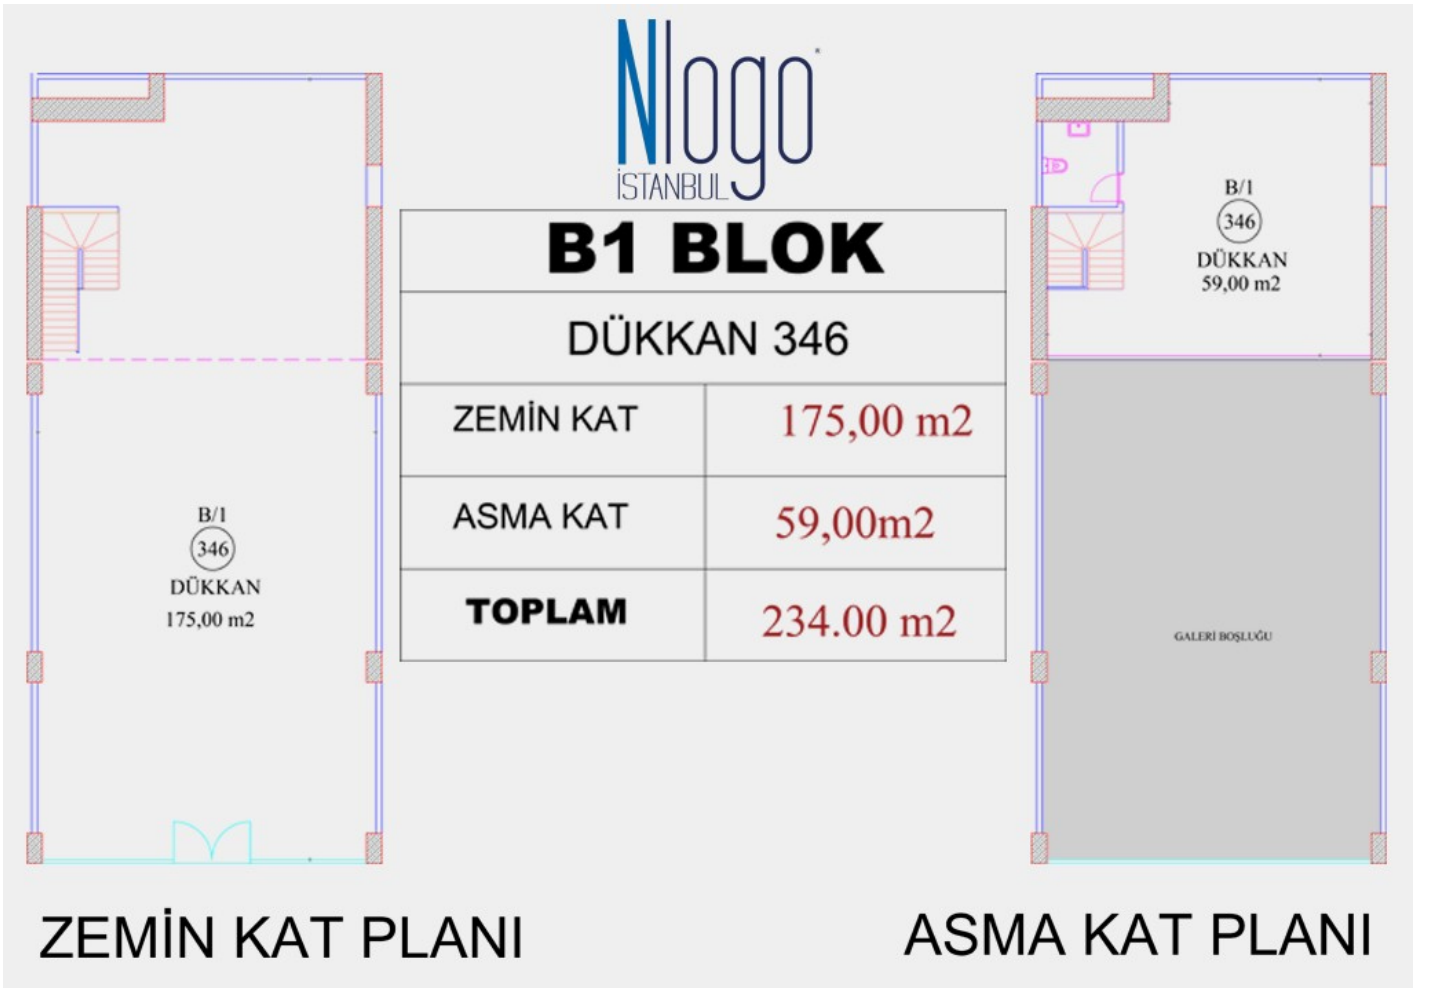 Nlogo
İSTANBUL
B1 BLOK
DÜKKAN 346
ZEMİN KAT 175,00 m2
ASMA KAT 59,00m2
TOPLAM 234.00 m2
B/1
346
DÜKKAN
175,00 m2
ZEMİN KAT PLANI
B/1
346
DÜKKAN
59,00 m2
GALERİ BOŞLUĞU
ASMA KAT PLANI